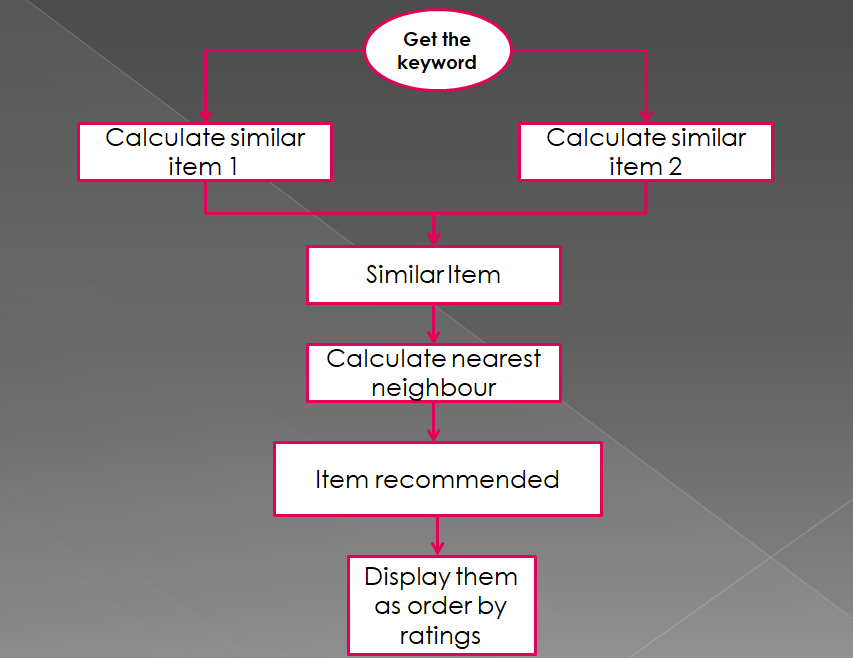 Get the
keyword
Calculate similar
item 1
Calculate similar
item 2
Similar Item
Calculate nearest
neighbour
Item recommended
Display them
as order by
ratings